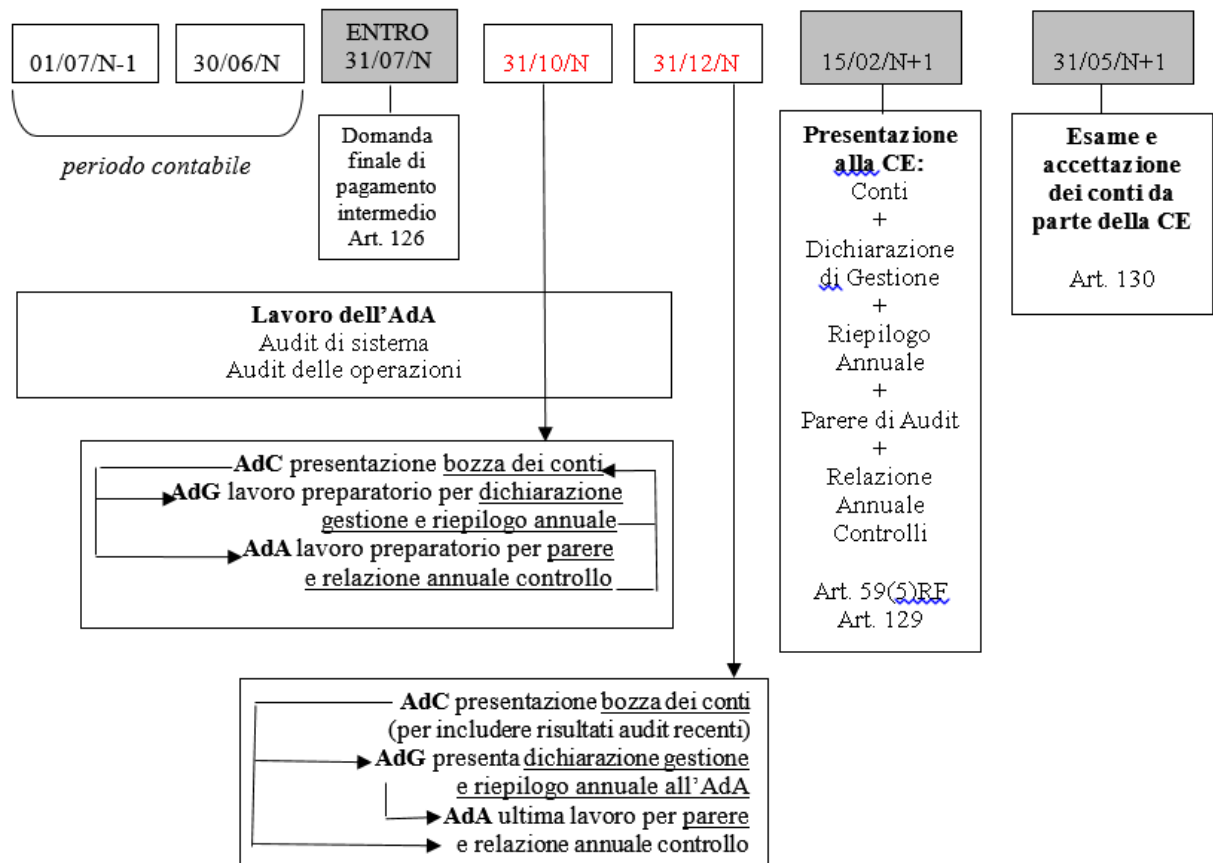 01/07/N-1
30/06/N
ENTRO
31/07/N
31/10/N
31/12/N
15/02/N+1
31/05/N+1
periodo contabile
Domanda
finale di
pagamento
intermedio
Art. 126
Presentazione
alla CE:
Conti
+
Dichiarazione
di Gestione
+
Riepilogo
Annuale
+
Parere di Audit
+
Relazione
Annuale
Controlli
Art. 59(5)RF
Art. 129
Esame e
accettazione
dei conti da
parte della CE
Art. 130
Lavoro dell'AdA
Audit di sistema
Audit delle operazioni
AdC presentazione bozza dei conti
AdG lavoro preparatorio per dichiarazione
gestione e riepilogo annuale
AdA lavoro preparatorio per parere
e relazione annuale controllo
AdC presentazione bozza dei conti
(per includere risultati audit recenti)
AdG presenta dichiarazione gestione
e riepilogo annuale all'AdA
AdA ultima lavoro per parere
e relazione annuale controllo